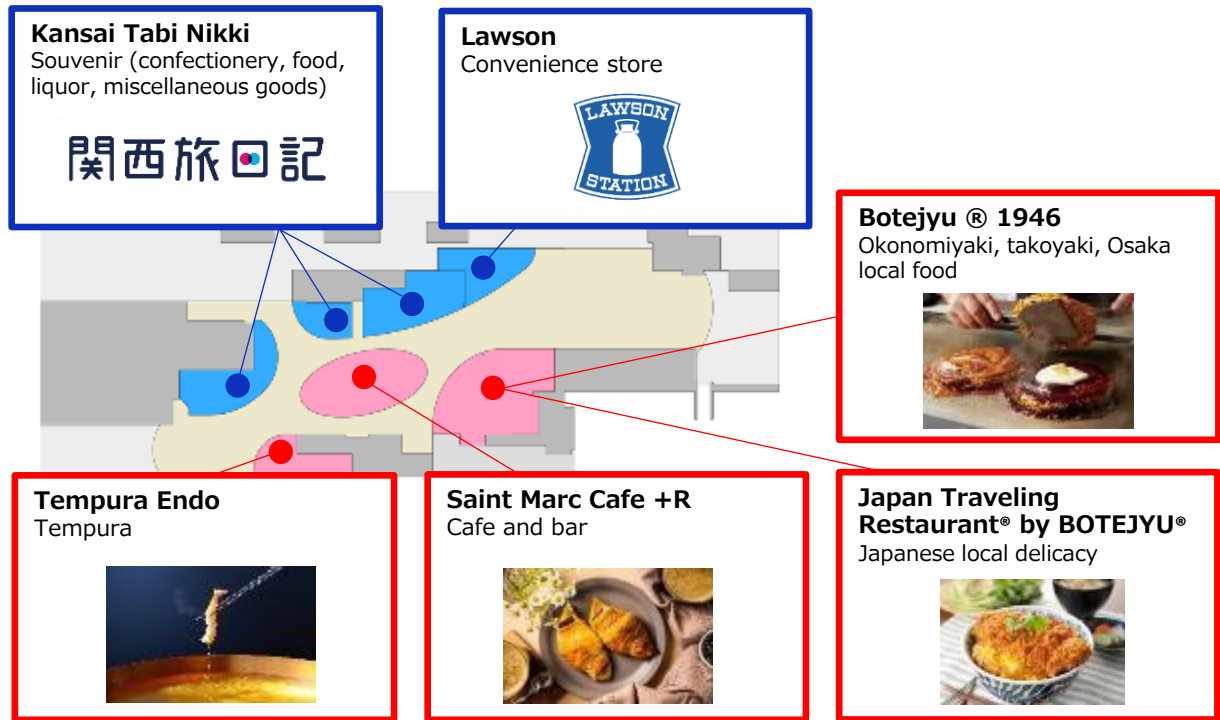 Kansai Tabi Nikki
Souvenir (confectionery, food,
liquor, miscellaneous goods)
関西旅日記
Lawson
Convenience store
LAWSON
STATION
Botejyu ® 1946
Okonomiyaki, takoyaki, Osaka
local food
Tempura Endo
Tempura
Saint Marc Cafe +R
Cafe and bar
Japan Traveling
Restaurant® by BOTEJYU®
Japanese local delicacy